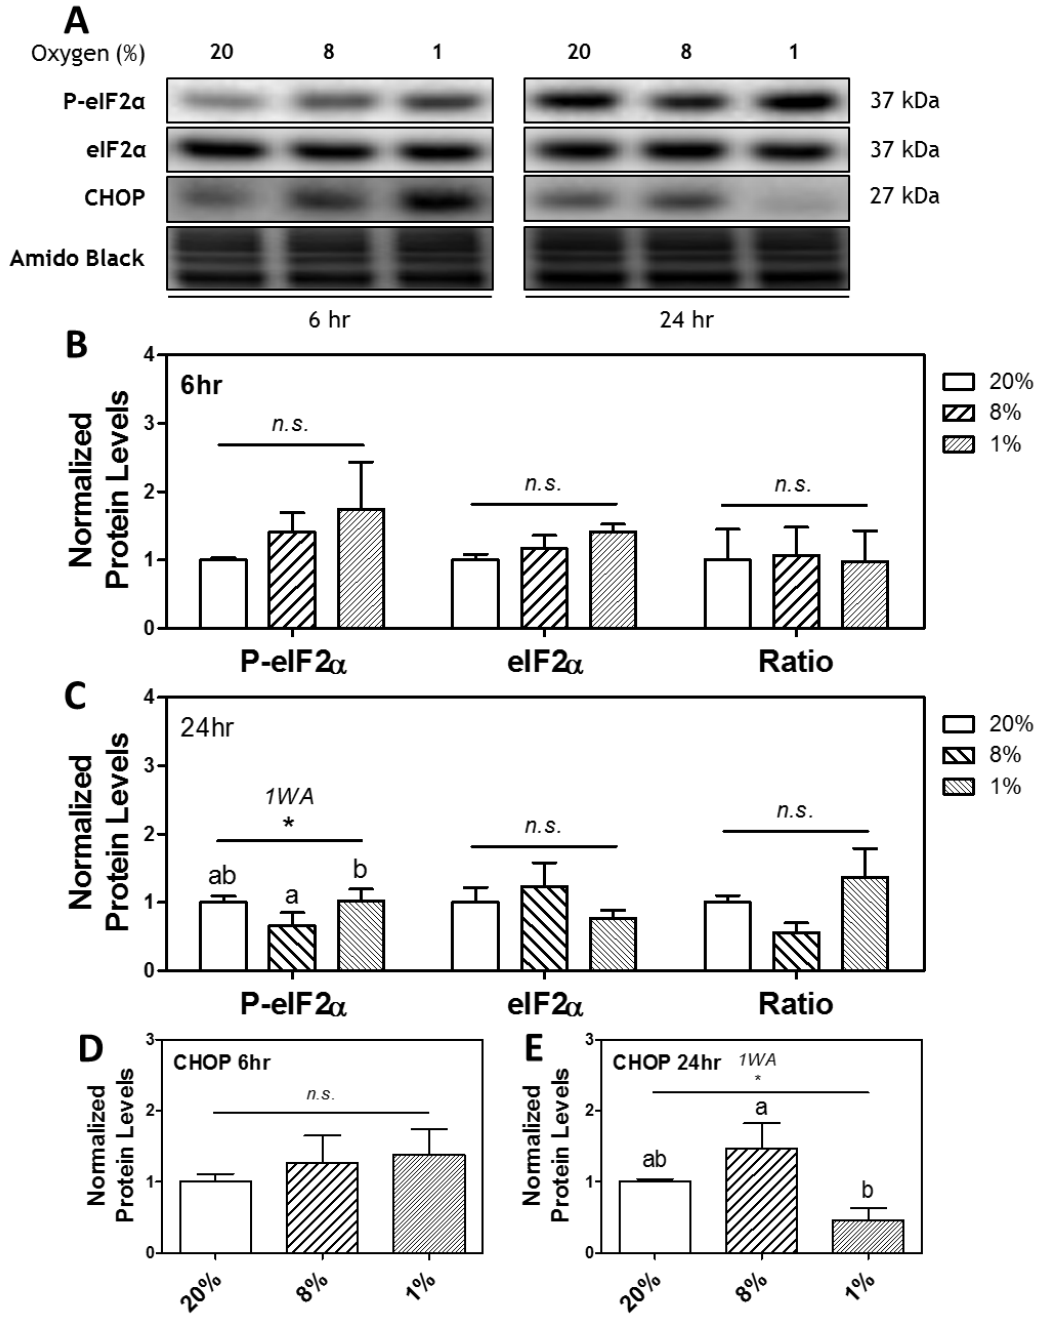 A
Oxygen (%) 20 8 1 20 8 1
P-eIF2α 37 kDa
eIF2α 37 kDa
CHOP 27 kDa
Amido Black
6 hr 24 hr
B
Normalized
Protein Levels
4
3
2
1
0
6hr
n.s.
n.s.
n.s.
20%
8%
1%
P-eIF2α eIF2α Ratio
C
Normalized
Protein Levels
4
3
2
1
0
24hr
1WA
*
n.s.
n.s.
ab a b
20%
8%
1%
P-eIF2α eIF2α Ratio
D
Normalized
Protein Levels
3
2
1
0
CHOP 6hr
n.s.
20% 8% 1%
E
Normalized
Protein Levels
3
2
1
0
CHOP 24hr 1WA
*
ab a b
20% 8% 1%